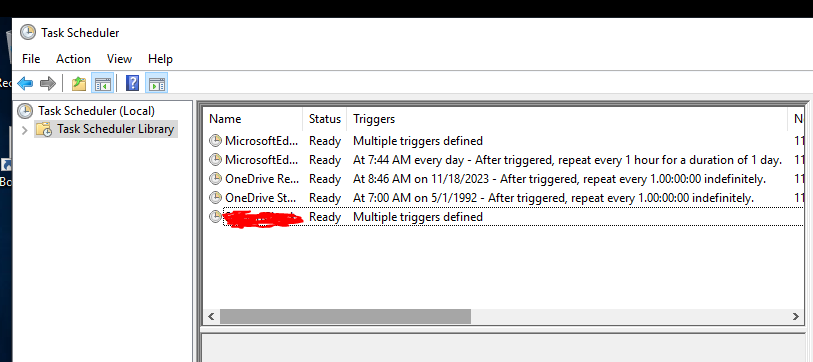 Task Scheduler
File Action View Help
Task Scheduler (Local)
Task Scheduler Library
Name Status Triggers N
MicrosoftEd... Ready Multiple triggers defined 11
MicrosoftEd... Ready At 7:44 AM every day - After triggered, repeat every 1 hour for a duration of 1 day. 11
OneDrive Re... Ready At 8:46 AM on 11/18/2023 - After triggered, repeat every 1.00:00:00 indefinitely. 11
OneDrive St... Ready At 7:00 AM on 5/1/1992 - After triggered, repeat every 1.00:00:00 indefinitely. 11
Ready Multiple triggers defined